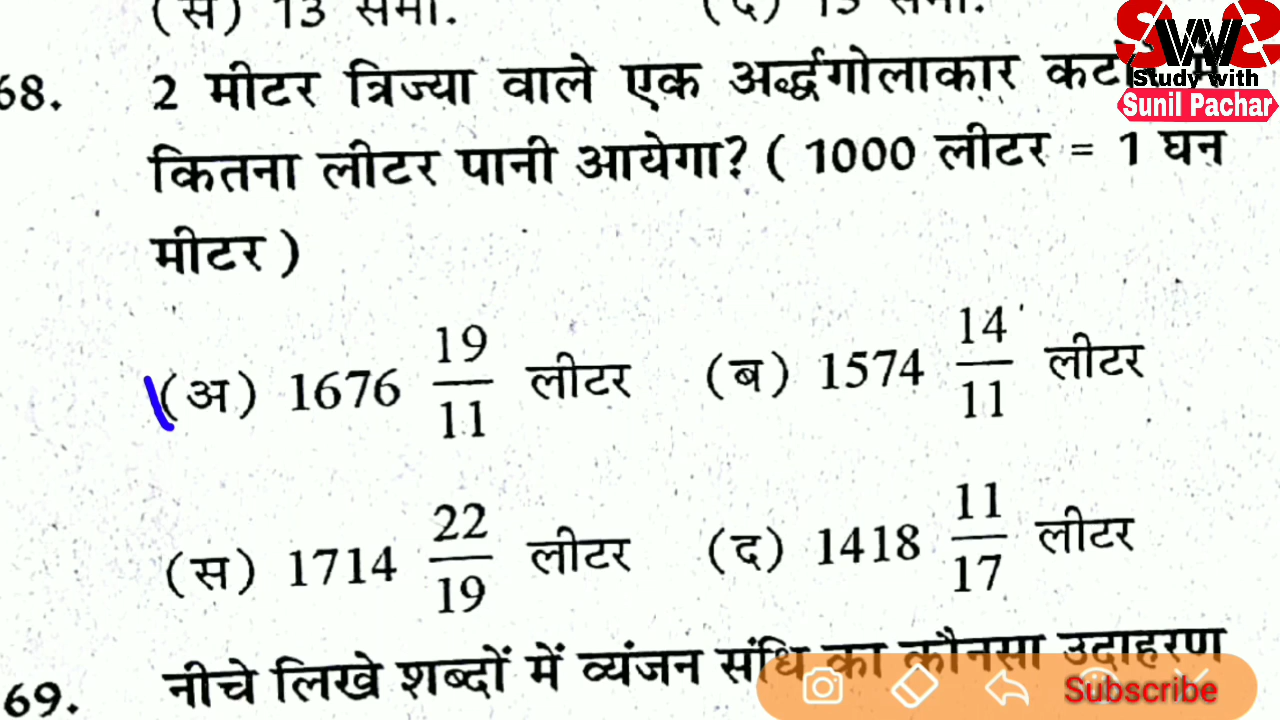 (स) 13 सेमी. (द) 15 सेमी.
68. 2 मीटर त्रिज्या वाले एक अर्द्धगोलाकार
कितना लीटर पानी आयेगा? ( 1000 लीटर = 1 घन
मीटर )
(अ) 1676 19/11 लीटर (ब) 1574 14/11 लीटर
(स) 1714 22/19 लीटर (द) 1418 11/17 लीटर
69. नीचे लिखे शब्दों में व्यंजन संधि का कौनसा उदाहरण
SWS
Study with
Sunil Pachar
Subscribe